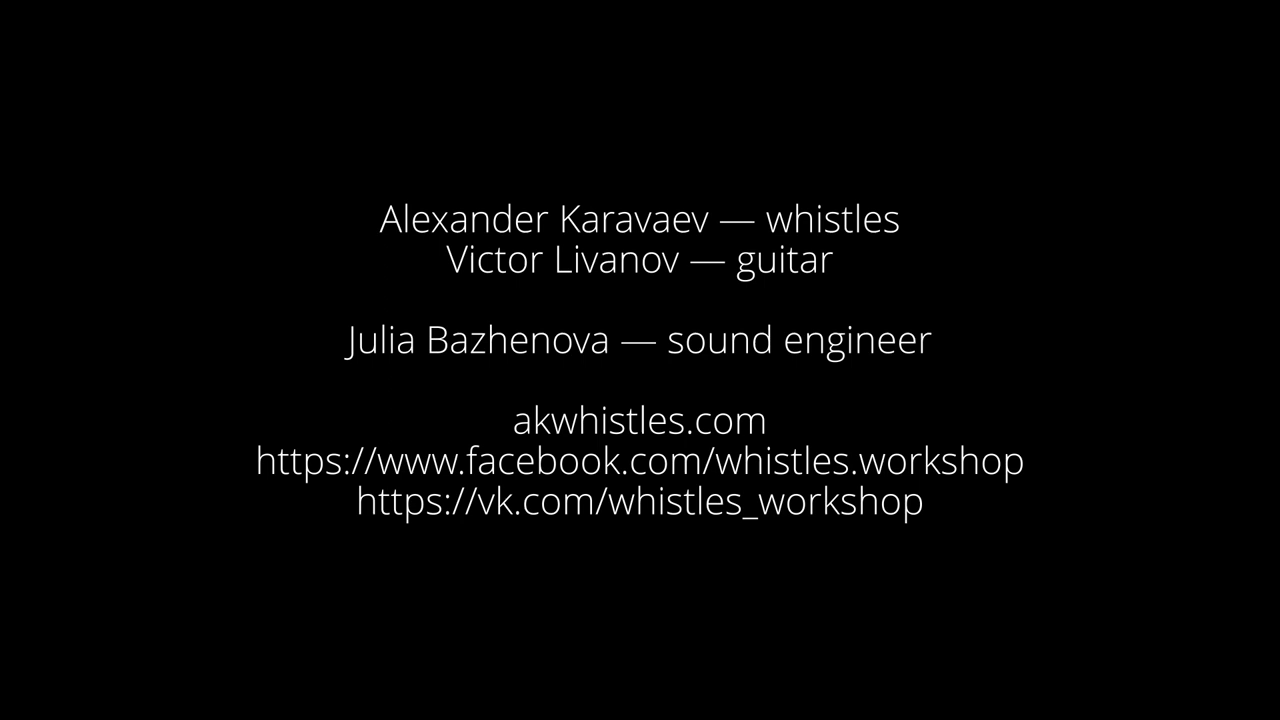 Alexander Karavaev — whistles
Victor Livanov — guitar
Julia Bazhenova — sound engineer
akwhistles.com
https://www.facebook.com/whistles.workshop
https://vk.com/whistles_workshop